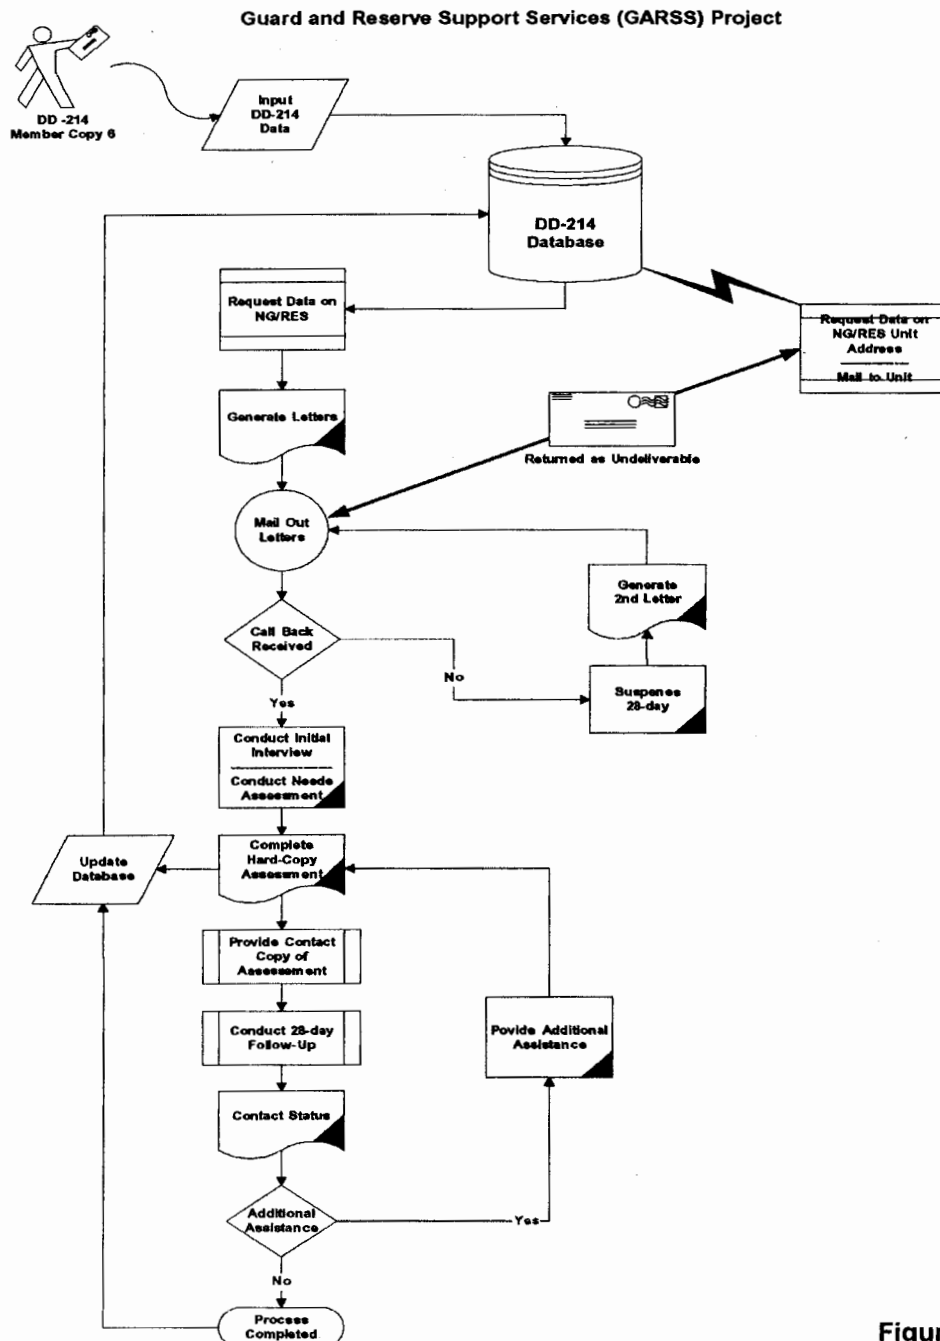 Guard and Reserve Support Services (GARSS) Project
DD -214
Member Copy 6
Input
DD-214
Data
DD-214
Database
Request Data on
NG/RES
Request Data on
NG/RES Unit
Address
Mail to Unit
Generate Letters
Returned as Undeliverable
Mail Out
Letters
Generate
2nd Letter
Call Back
Received
No
Suspense
28-day
Yes
Conduct Initial
Interview
Conduct Needs
Assessment
Complete
Hard-Copy
Assessment
Update
Database
Provide Contact
Copy of
Assessment
Conduct 28-day
Follow-Up
Povide Additional
Assistance
Contact Status
Additional
Assistance
Yes
No
Process
Completed
Figur